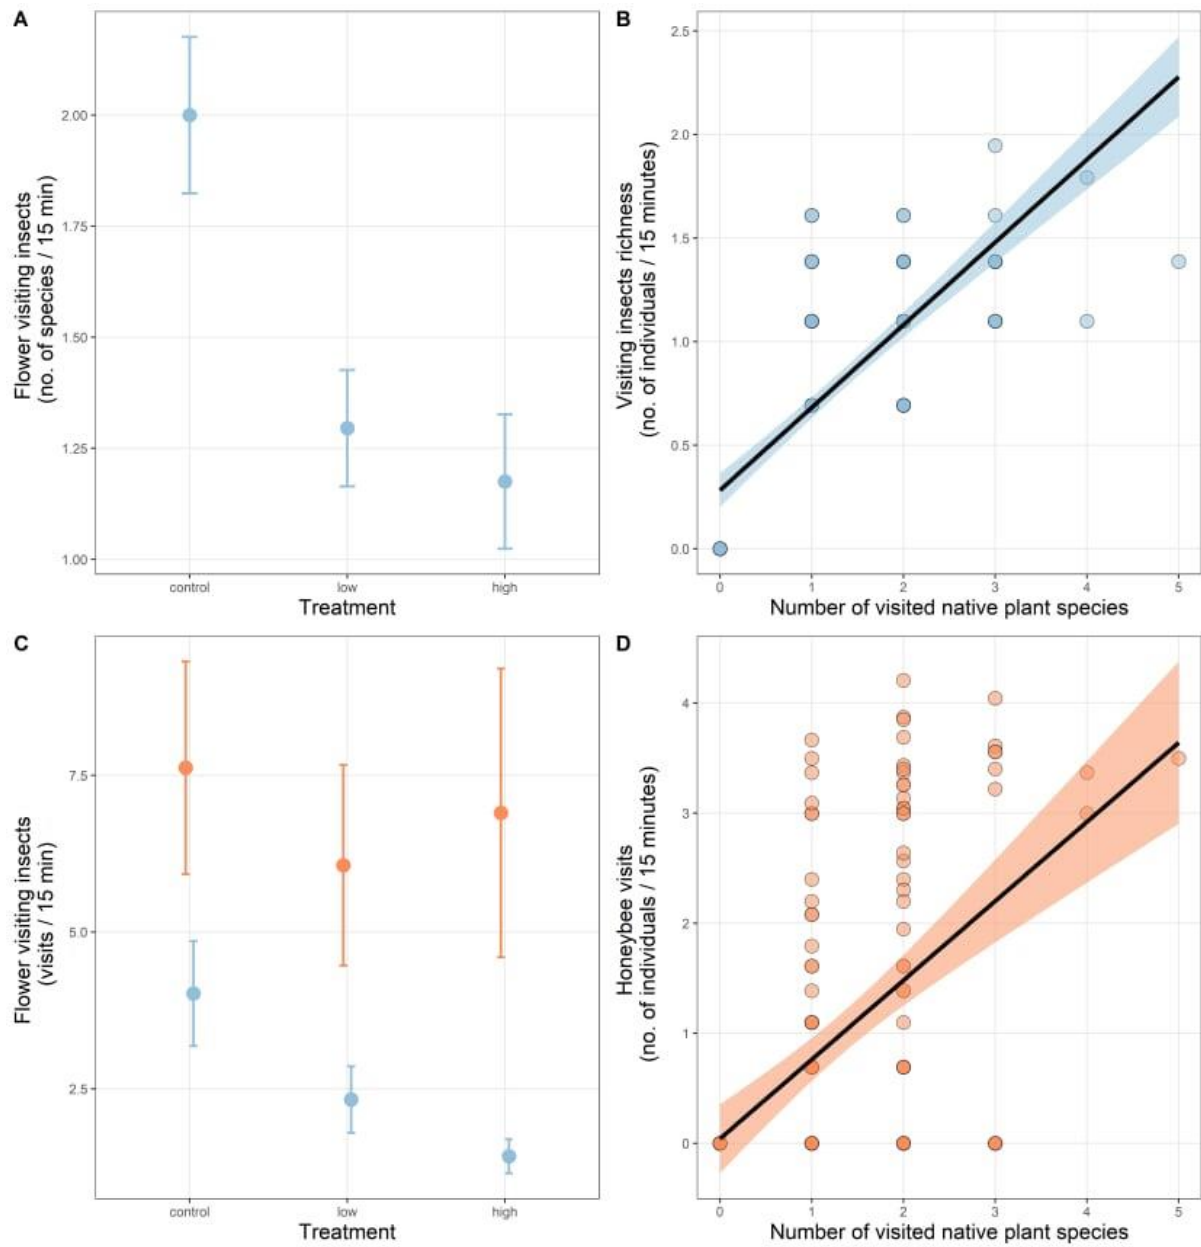 A
Flower visiting insects
(no. of species / 15 min)
2.00
1.75
1.50
1.25
1.00
control
low
high
Treatment
B
Visiting insects richness
(no. of individuals / 15 minutes)
2.5
2.0
1.5
1.0
0.5
0.0
0
1
2
3
4
5
Number of visited native plant species
C
Flower visiting insects
(visits / 15 min)
7.5
5.0
2.5
control
low
high
Treatment
D
Honeybee visits
(no. of individuals / 15 minutes)
4
3
2
1
0
0
1
2
3
4
5
Number of visited native plant species